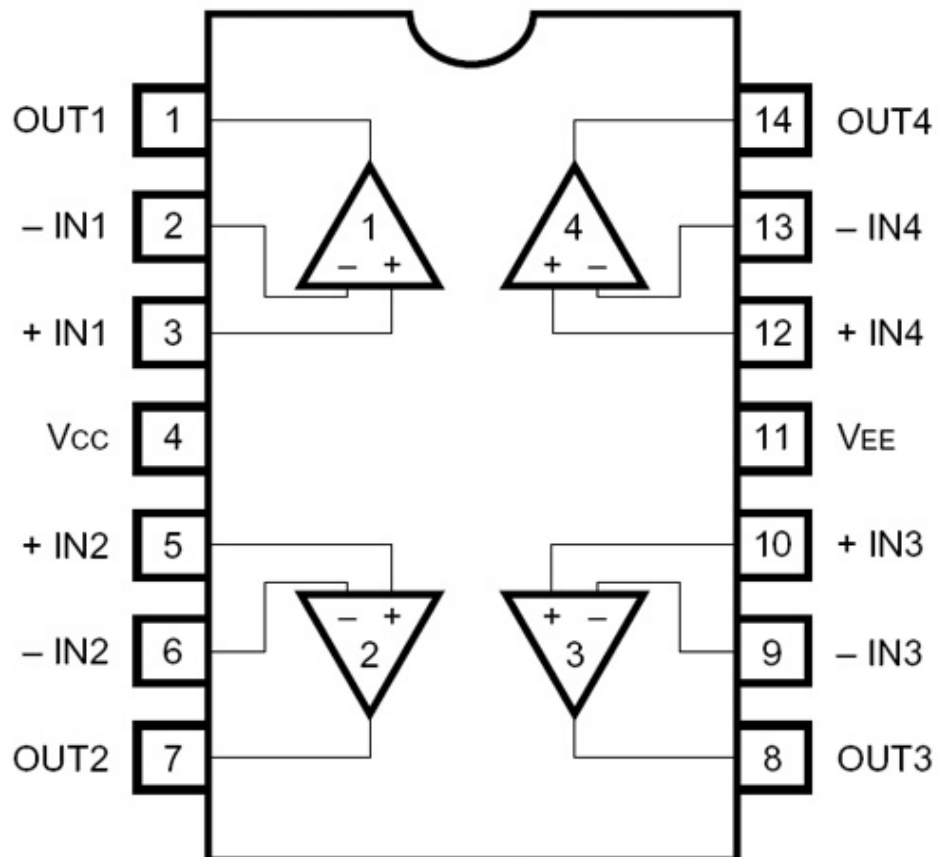 OUT1 1 14 OUT4
– IN1 2 1 4 13 – IN4
– + + –
+ IN1 3 12 + IN4
VCC 4 11 VEE
+ IN2 5 10 + IN3
– + + –
– IN2 6 2 3 9 – IN3
OUT2 7 8 OUT3